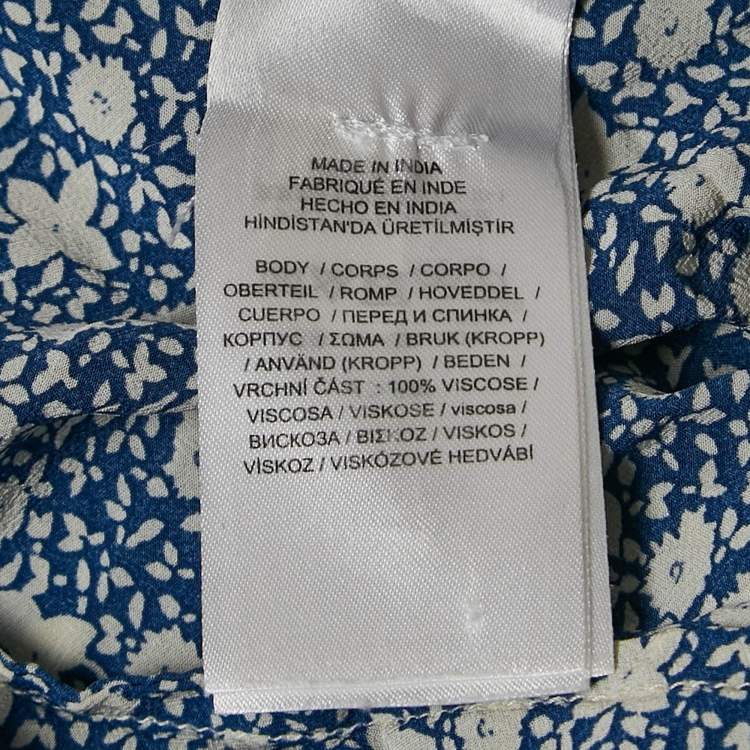 MADE IN INDIA
FABRIQUÉ EN INDE
HECHO EN INDIA
HİNDİSTAN'DA ÜRETİLMİŞTİR
BODY / CORPS / CORPO /
OBERTEIL / ROMP / HOVEDDEL /
CUERPO / ПЕРЕД И СПИНКА /
КОРПУС / ΣΩΜΑ / BRUK (KROPP)
/ ANVÄND (KROPP) / BEDEN /
VRCHNÍ ČÁST : 100% VISCOSE /
VISCOSA / VISKOSE / viscosa /
ВИСКОЗА / ΒΙΣΚΟΖ / VISKOS /
VİSKOZ / VISKÓZOVÉ HEDVÁBÍ